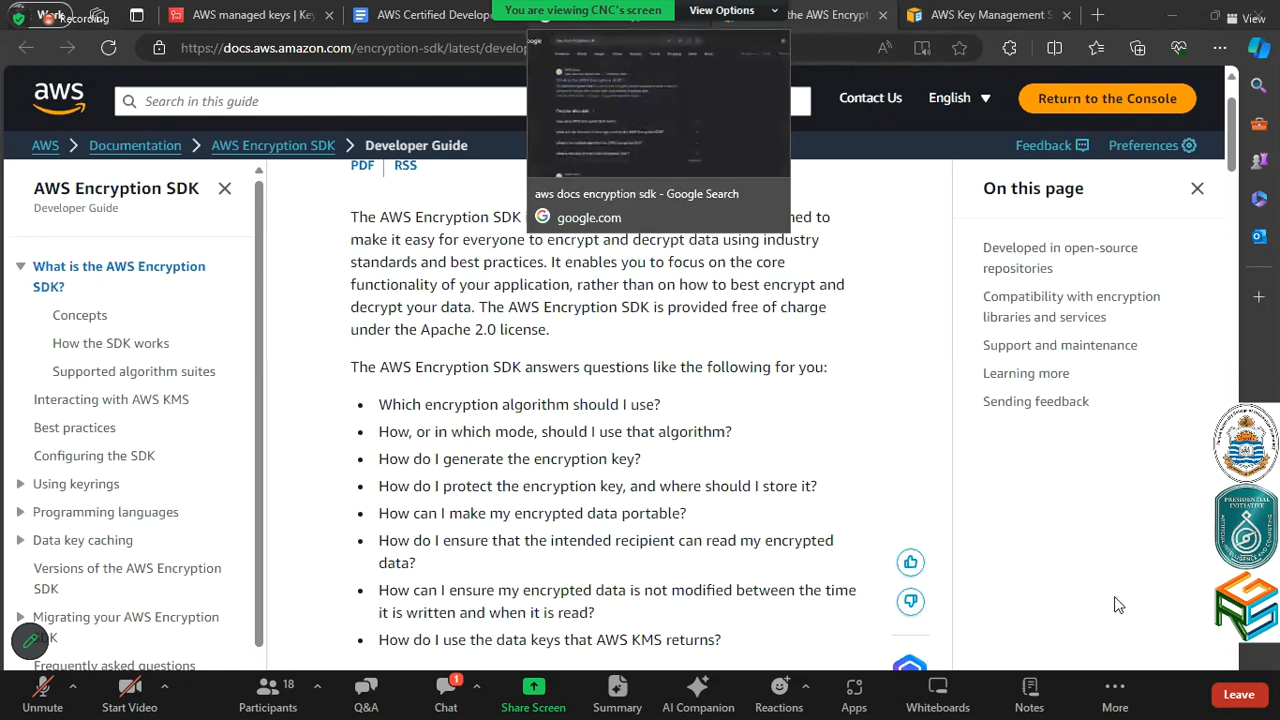 Recording
AWS managed
AWS Certified Develop
You are viewing CNC's screen
View Options
the AWS Encrypt
AWS Key Management
View
https://docs.aws.amazon.com/encryption-sdk/latest/develo
aws
Search in this guide
Contact Us
English
Return to the Console
AWS
Documentation
AWS Encryption
Developer Guide
Feedback
Preferences
aws docs encryption sdk - Google Search
google.com
AWS Encryption SDK
Developer Guide
What is the AWS Encryption
SDK?
Concepts
How the SDK works
Supported algorithm suites
Interacting with AWS KMS
Best practices
Configuring the SDK
Using keyrings
Programming languages
Data key caching
Versions of the AWS Encryption
SDK
Migrating your AWS Encryption
Frequently asked questions
PDF
RSS
The AWS Encryption SDK
ned to
make it easy for everyone to encrypt and decrypt data using industry
standards and best practices. It enables you to focus on the core
functionality of your application, rather than on how to best encrypt and
decrypt your data. The AWS Encryption SDK is provided free of charge
under the Apache 2.0 license.
The AWS Encryption SDK answers questions like the following for you:
• Which encryption algorithm should I use?
• How, or in which mode, should I use that algorithm?
• How do I generate the encryption key?
• How do I protect the encryption key, and where should I store it?
• How can I make my encrypted data portable?
• How do I ensure that the intended recipient can read my encrypted
data?
• How can I ensure my encrypted data is not modified between the time
it is written and when it is read?
• How do I use the data keys that AWS KMS returns?
On this page
Developed in open-source
repositories
Compatibility with encryption
libraries and services
Support and maintenance
Learning more
Sending feedback
PRESIDENTIAL
INITIATIVE
Unmute
Start Video
18
Participants
Q&A
1
Chat
Share Screen
Summary
AI Companion
Reactions
Apps
Whiteboards
Notes
More
Leave